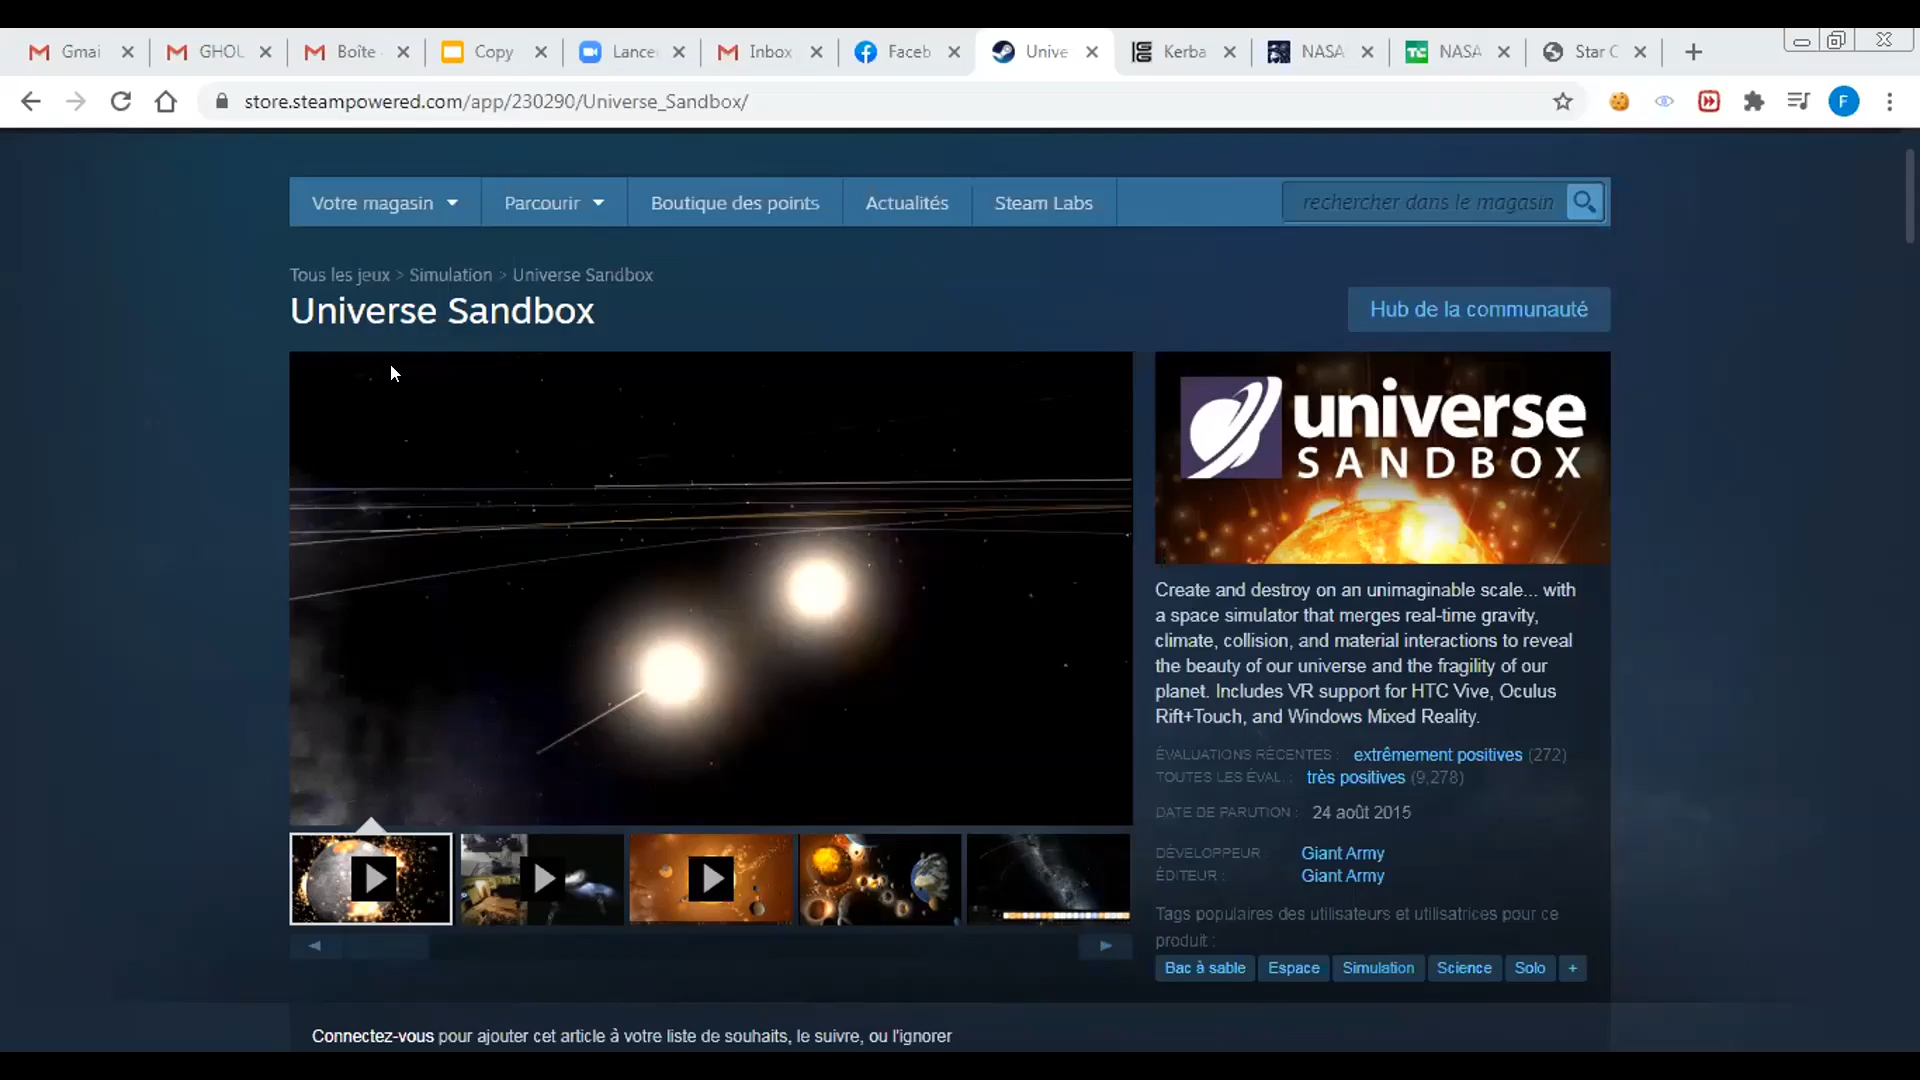 Gmai
GHOU
Boîte
Copy
Lance
Inbox
Faceb
Unive
Kerba
NASA
NASA
Star C
store.steampowered.com/app/230290/Universe_Sandbox/
F
Votre magasin
Parcourir
Boutique des points
Actualités
Steam Labs
rechercher dans le magasin
Tous les jeux > Simulation > Universe Sandbox
Universe Sandbox
Hub de la communauté
universe
SANDBOX
Create and destroy on an unimaginable scale... with
a space simulator that merges real-time gravity,
climate, collision, and material interactions to reveal
the beauty of our universe and the fragility of our
planet. Includes VR support for HTC Vive, Oculus
Rift+Touch, and Windows Mixed Reality.
ÉVALUATIONS RÉCENTES : extrêmement positives (272)
TOUTES LES ÉVAL. : très positives (9,278)
DATE DE PARUTION : 24 août 2015
DÉVELOPPEUR Giant Army
ÉDITEUR : Giant Army
Tags populaires des utilisateurs et utilisatrices pour ce
produit :
Bac à sable
Espace
Simulation
Science
Solo
+
Connectez-vous pour ajouter cet article à votre liste de souhaits, le suivre, ou l'ignorer